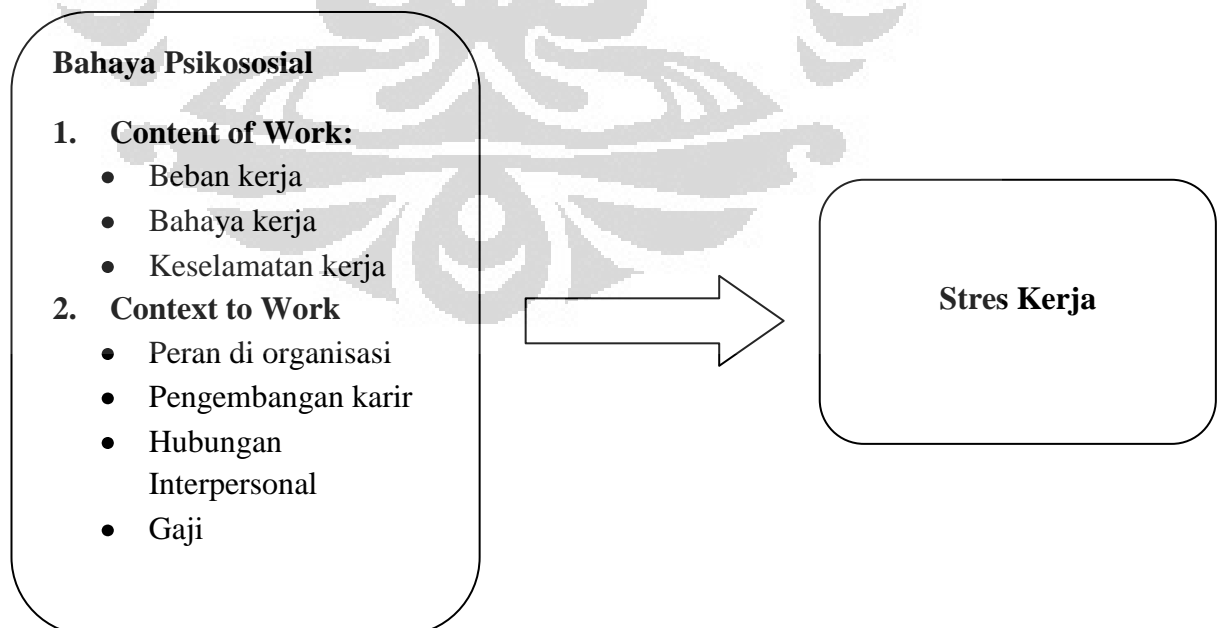 Bahaya Psikososial
1. Content of Work:
• Beban kerja
• Bahaya kerja
• Keselamatan kerja
2. Context to Work
• Peran di organisasi
• Pengembangan karir
• Hubungan
Interpersonal
• Gaji
Stres Kerja